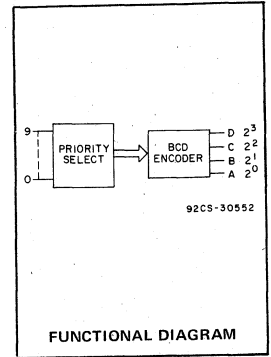 9
PRIORITY
SELECT
0
BCD
ENCODER
D 2³
C 2²
B 2¹
A 2⁰
92CS-30552
FUNCTIONAL DIAGRAM